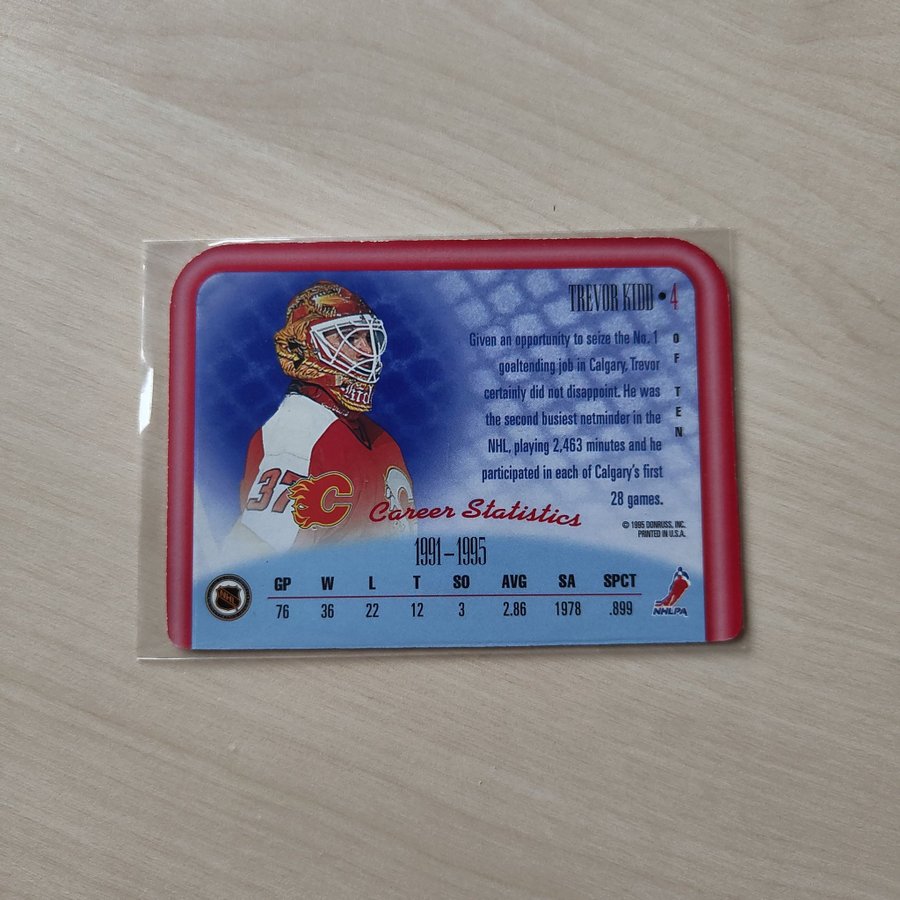 TREVOR KIDD • 4
OF TEN
Given an opportunity to seize the No. 1
goaltending job in Calgary, Trevor
certainly did not disappoint. He was
the second busiest netminder in the
NHL, playing 2,463 minutes and he
participated in each of Calgary's first
28 games.
© 1995 DONRUSS, INC.
PRINTED IN U.S.A.
Kidd
37
C
Career Statistics
1991–1995
GP W L T SO AVG SA SPCT
76 36 22 12 3 2.86 1978 .899
NHL
NHLPA